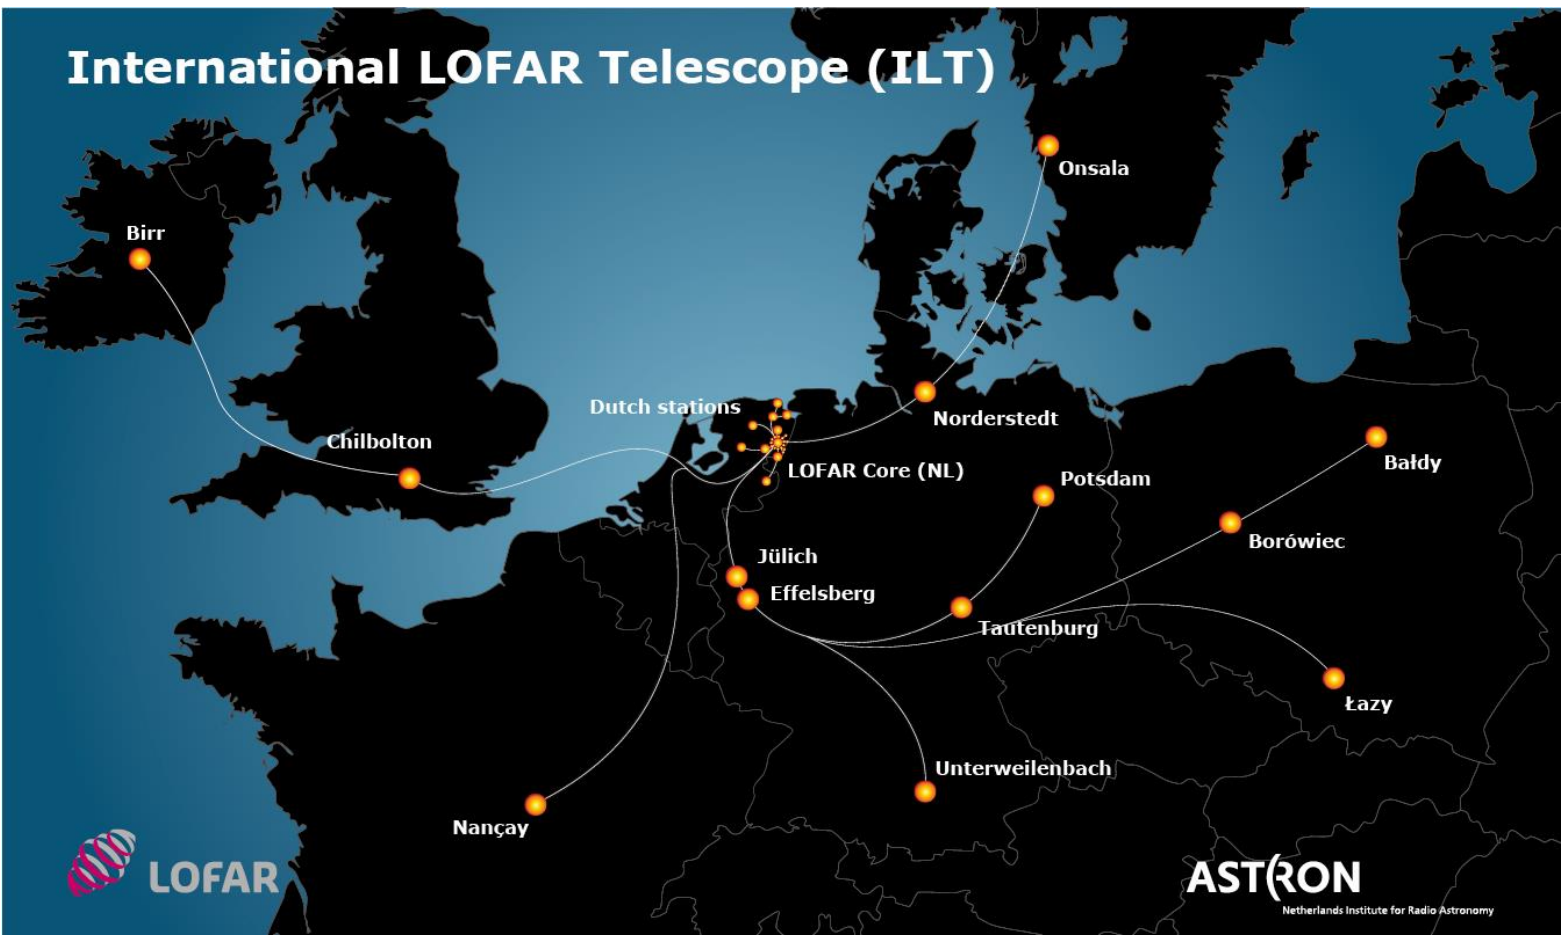 International LOFAR Telescope (ILT)
Onsala
Birr
Dutch stations
Norderstedt
Chilbolton
LOFAR Core (NL)
Bałdy
Potsdam
Borówiec
Jülich
Effelsberg
Tautenburg
Łazy
Unterweilenbach
Nançay
LOFAR
ASTRON
Netherlands Institute for Radio Astronomy